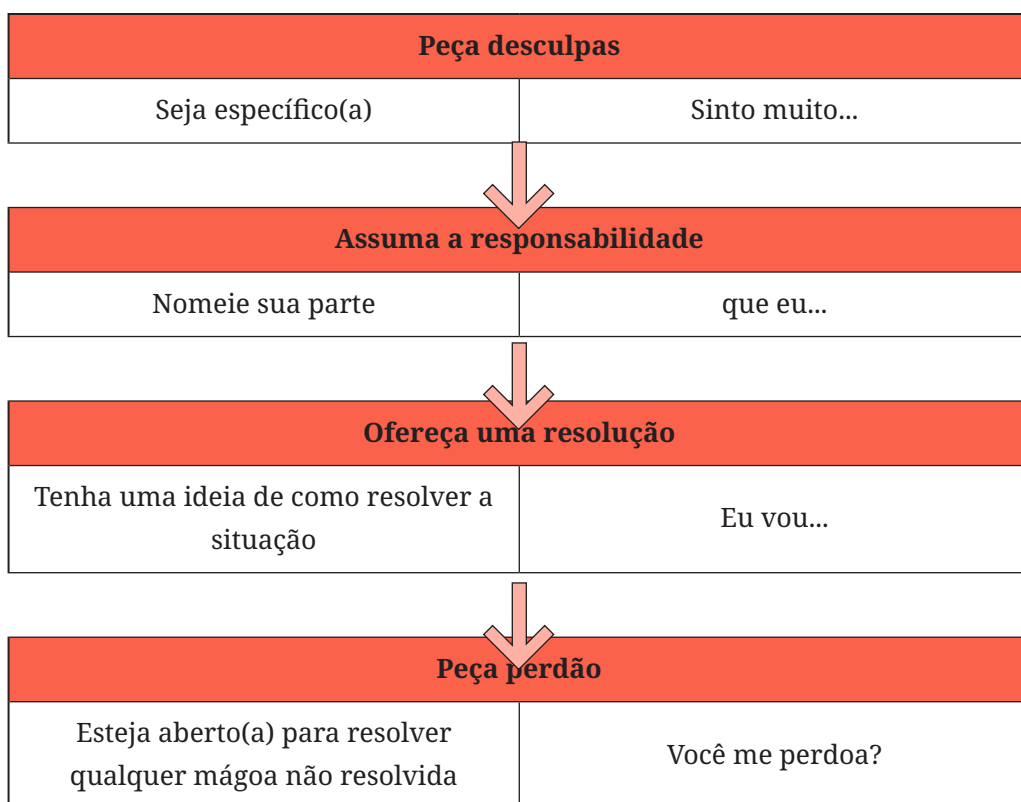 Peça desculpas
Seja específico(a)
Sinto muito...
Assuma a responsabilidade
Nomeie sua parte
que eu...
Ofereça uma resolução
Tenha uma ideia de como resolver a
situação
Eu vou...
Peça perdão
Esteja aberto(a) para resolver
qualquer mágoa não resolvida
Você me perdoa?